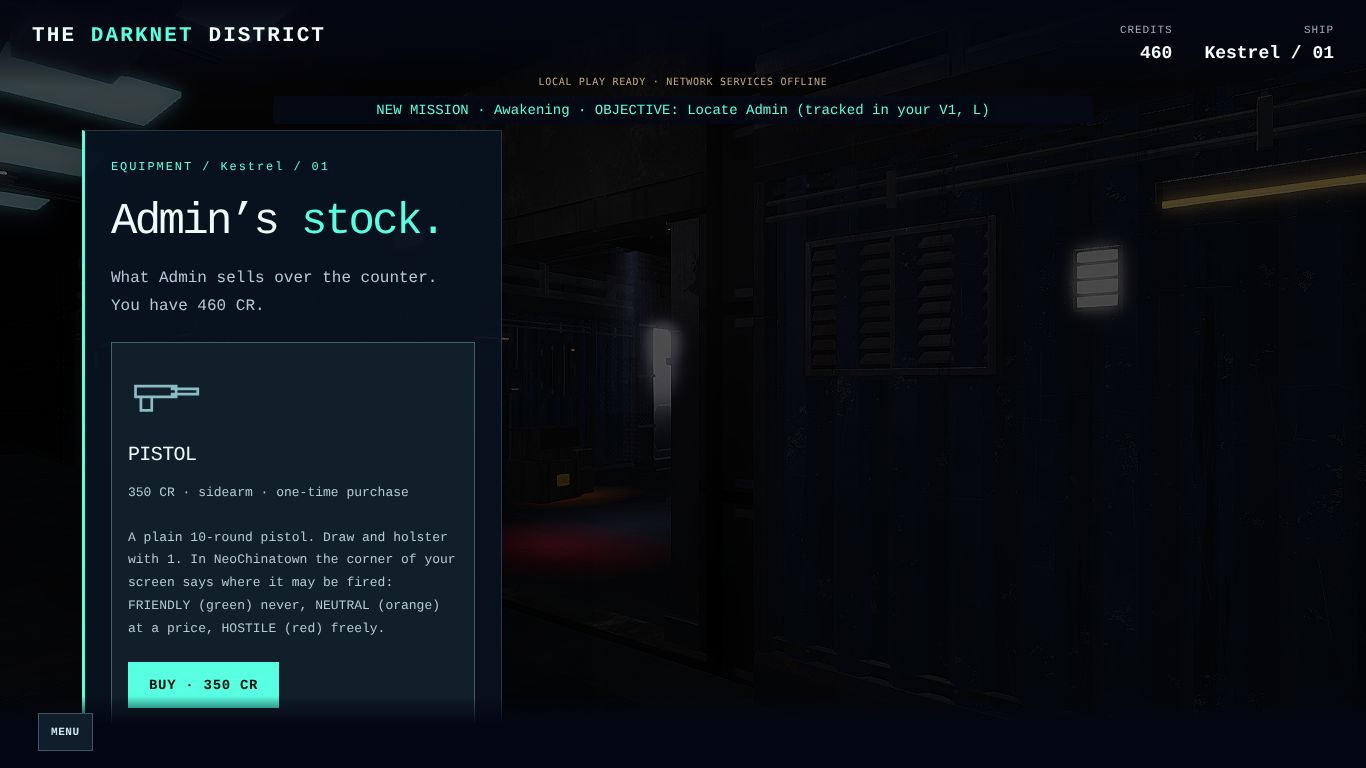 THE DARKNET DISTRICT
CREDITS
460
SHIP
Kestrel / 01
LOCAL PLAY READY · NETWORK SERVICES OFFLINE
NEW MISSION · Awakening · OBJECTIVE: Locate Admin (tracked in your V1, L)
EQUIPMENT / Kestrel / 01
Admin’s stock.
What Admin sells over the counter.
You have 460 CR.
PISTOL
350 CR · sidearm · one-time purchase
A plain 10-round pistol. Draw and holster
with 1. In NeoChinatown the corner of your
screen says where it may be fired:
FRIENDLY (green) never, NEUTRAL (orange)
at a price, HOSTILE (red) freely.
BUY · 350 CR
MENU